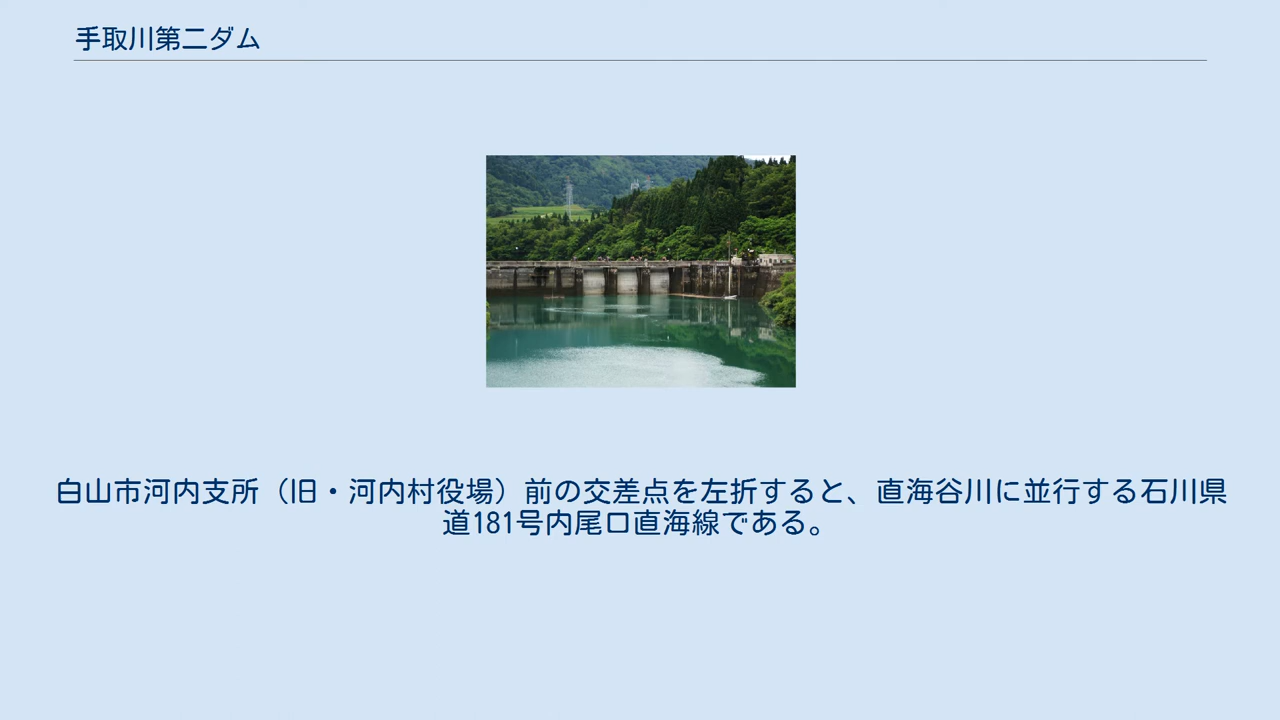 手取川第二ダム
白山市河内支所（旧・河内村役場）前の交差点を左折すると、直海谷川に並行する石川県
道181号内尾口直海線である。